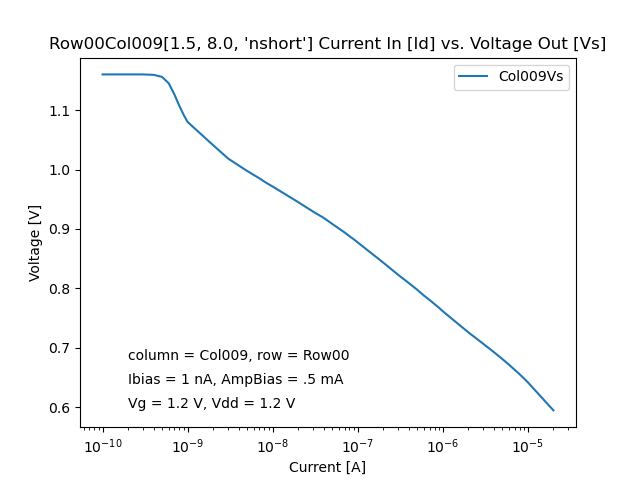 Row00Col009[1.5, 8.0, 'nshort'] Current In [Id] vs. Voltage Out [Vs]
Col009Vs
1.1
1.0
0.9
0.8
0.7
0.6
Voltage [V]
column = Col009, row = Row00
Ibias = 1 nA, AmpBias = .5 mA
Vg = 1.2 V, Vdd = 1.2 V
10⁻¹⁰ 10⁻⁹ 10⁻⁸ 10⁻⁷ 10⁻⁶ 10⁻⁵
Current [A]